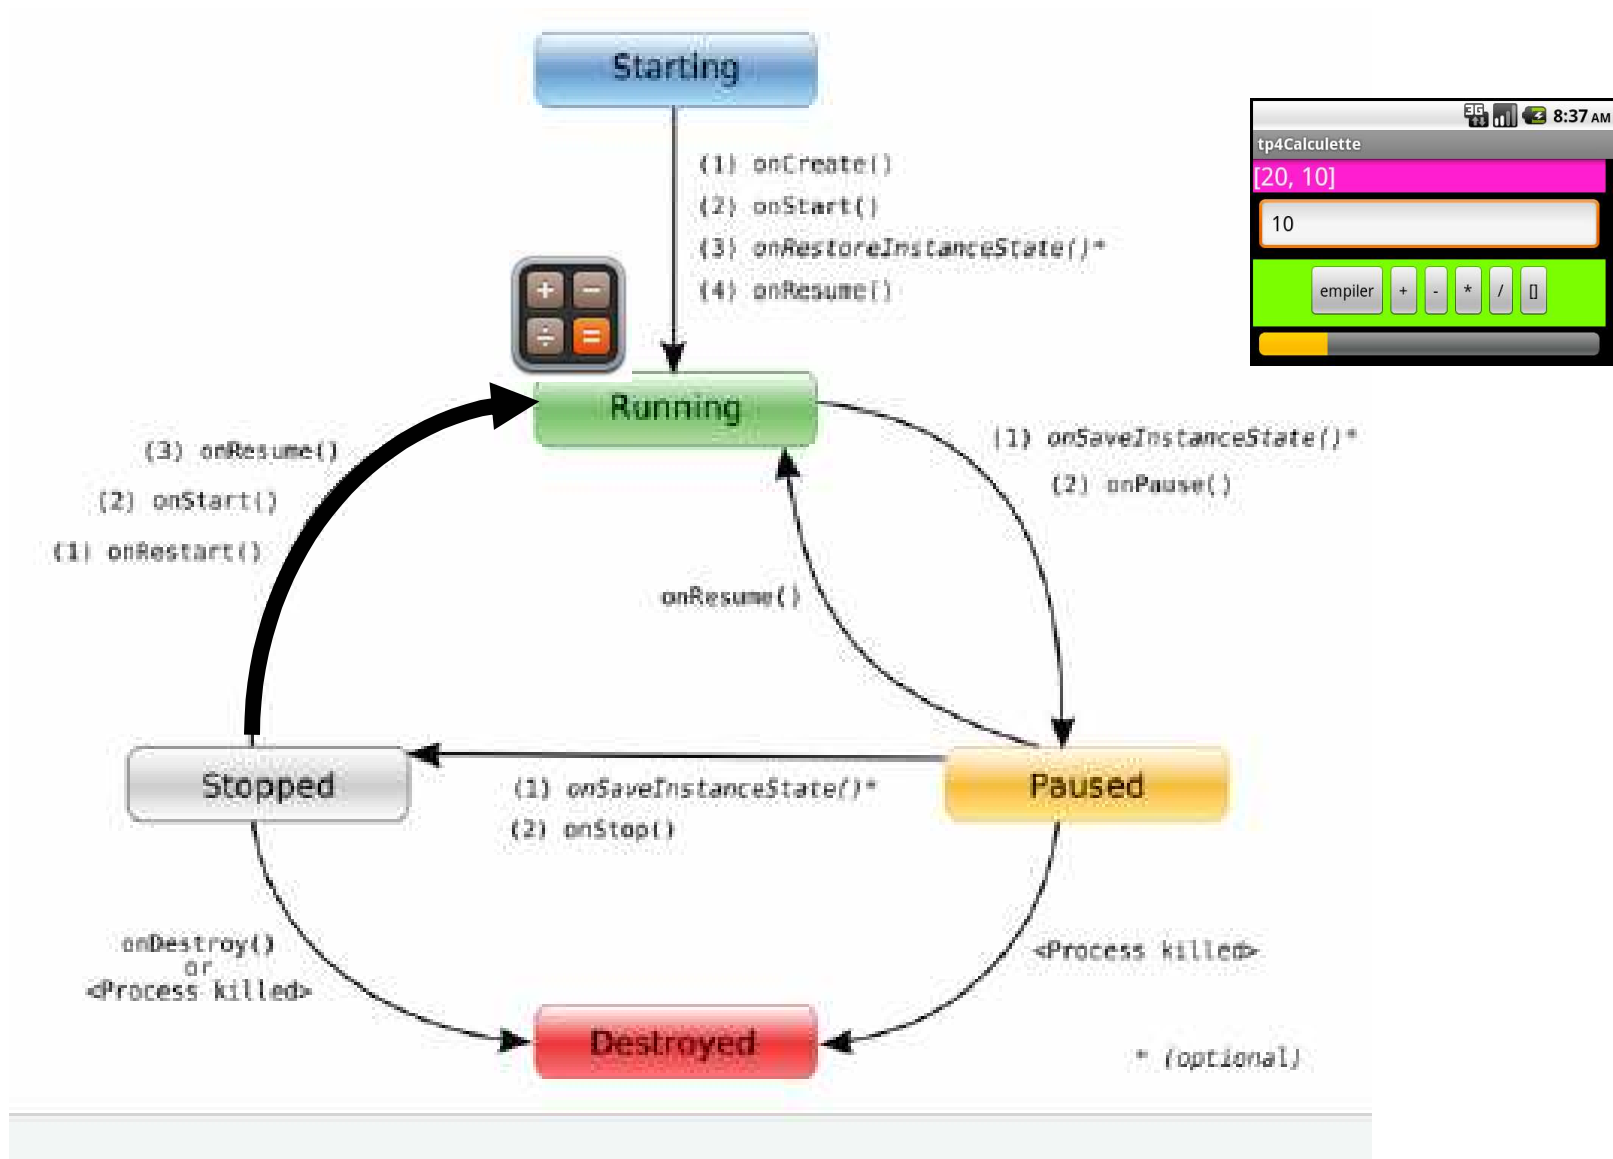 Starting
(1) onCreate()
(2) onStart()
(3) onRestoreInstanceState()*
(4) onResume()
3G 8:37 AM
tp4Calculette
[20, 10]
10
empiler + - * / []
+ −
÷ =
Running
(3) onResume()
(2) onStart()
(1) onRestart()
(1) onSaveInstanceState()*
(2) onPause()
onResume()
Stopped
(1) onSaveInstanceState()*
(2) onStop()
Paused
onDestroy()
or
<Process killed>
<Process killed>
Destroyed
* (optional)